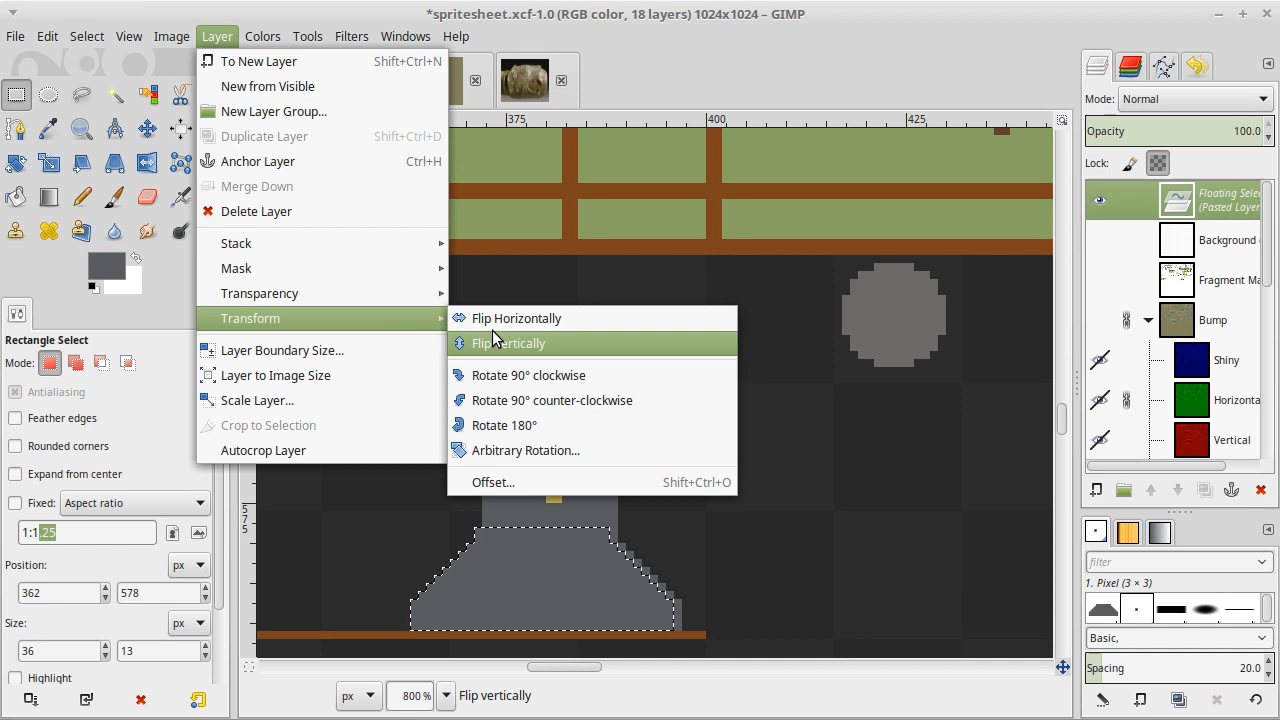 *spritesheet.xcf-1.0 (RGB color, 18 layers) 1024x1024 – GIMP
File Edit Select View Image Layer Colors Tools Filters Windows Help
To New Layer Shift+Ctrl+N
New from Visible
New Layer Group...
Duplicate Layer Shift+Ctrl+D
Anchor Layer Ctrl+H
Merge Down
Delete Layer
Stack
Mask
Transparency
Transform
Layer Boundary Size...
Layer to Image Size
Scale Layer...
Crop to Selection
Autocrop Layer
Flip Horizontally
Flip Vertically
Rotate 90° clockwise
Rotate 90° counter-clockwise
Rotate 180°
Arbitrary Rotation...
Offset... Shift+Ctrl+O
375 400 425
575
Rectangle Select
Mode:
Antialiasing
Feather edges
Rounded corners
Expand from center
Fixed: Aspect ratio
1:1.25
Position: px
362 578
Size: px
36 13
Highlight
px 800 % Flip vertically
Mode: Normal
Opacity 100.0
Lock:
Floating Sele
(Pasted Layer
Background
Fragment Ma
Bump
Shiny
Horizonta
Vertical
filter
1. Pixel (3 × 3)
Basic,
Spacing 20.0